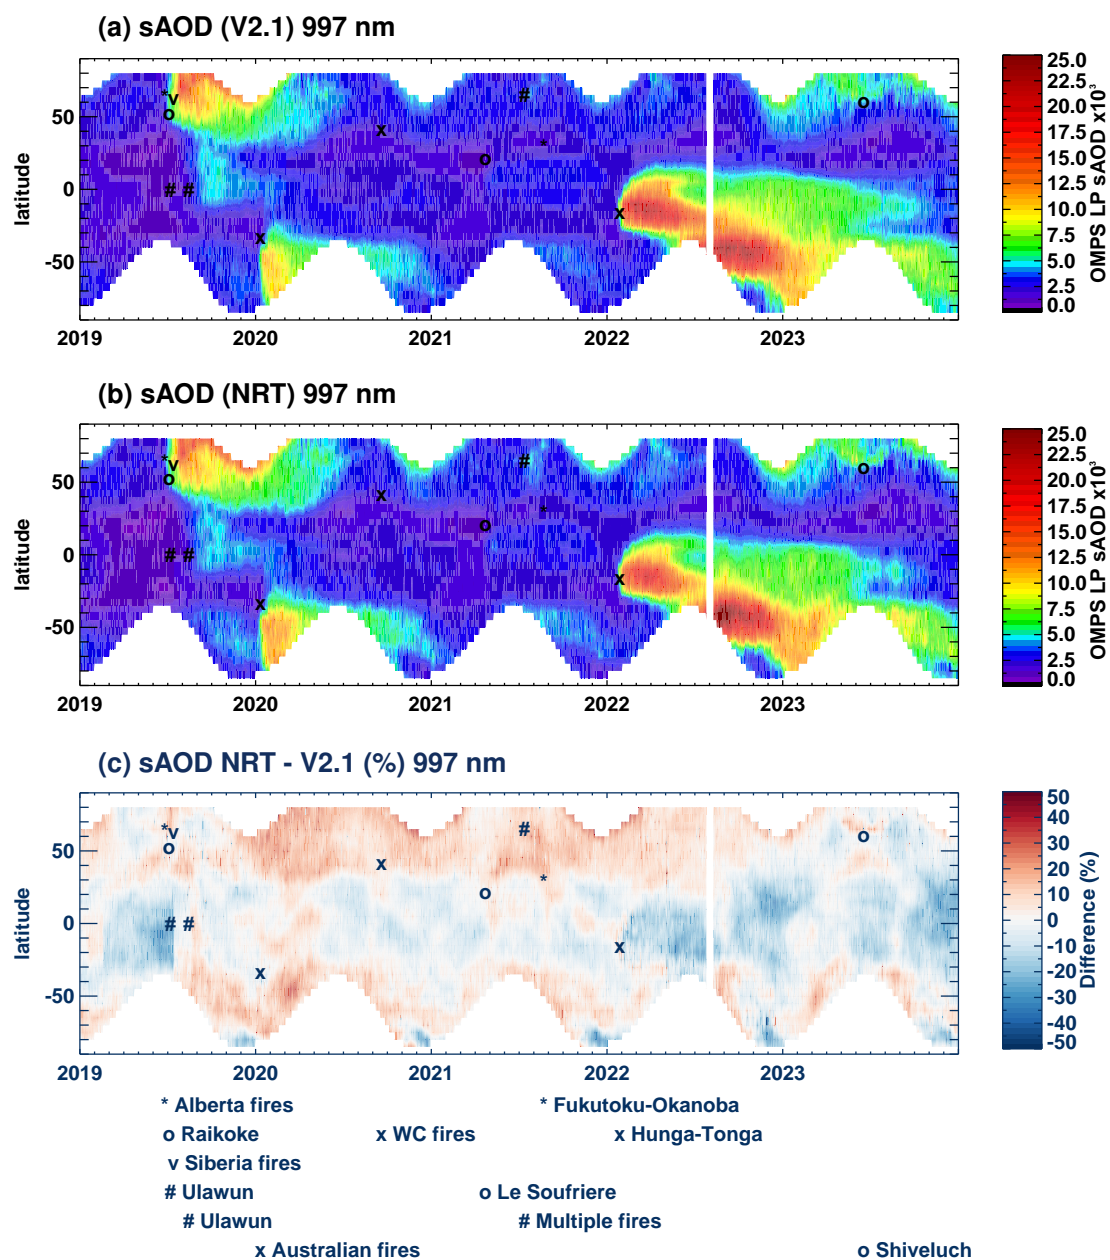 (a) sAOD (V2.1) 997 nm
latitude
50
0
-50
2019 2020 2021 2022 2023
* v o # # x x o # * x o
25.0
22.5
20.0
17.5
15.0
12.5
10.0
7.5
5.0
2.5
0.0
OMPS LP sAOD x10³
(b) sAOD (NRT) 997 nm
latitude
50
0
-50
2019 2020 2021 2022 2023
* v o # # x x o # * x o
25.0
22.5
20.0
17.5
15.0
12.5
10.0
7.5
5.0
2.5
0.0
OMPS LP sAOD x10³
(c) sAOD NRT - V2.1 (%) 997 nm
latitude
50
0
-50
2019 2020 2021 2022 2023
* v o # # x x o # * x o
50
40
30
20
10
0
-10
-20
-30
-40
-50
Difference (%)
* Alberta fires * Fukutoku-Okanoba
o Raikoke x WC fires x Hunga-Tonga
v Siberia fires
# Ulawun o Le Soufriere
# Ulawun # Multiple fires
x Australian fires o Shiveluch